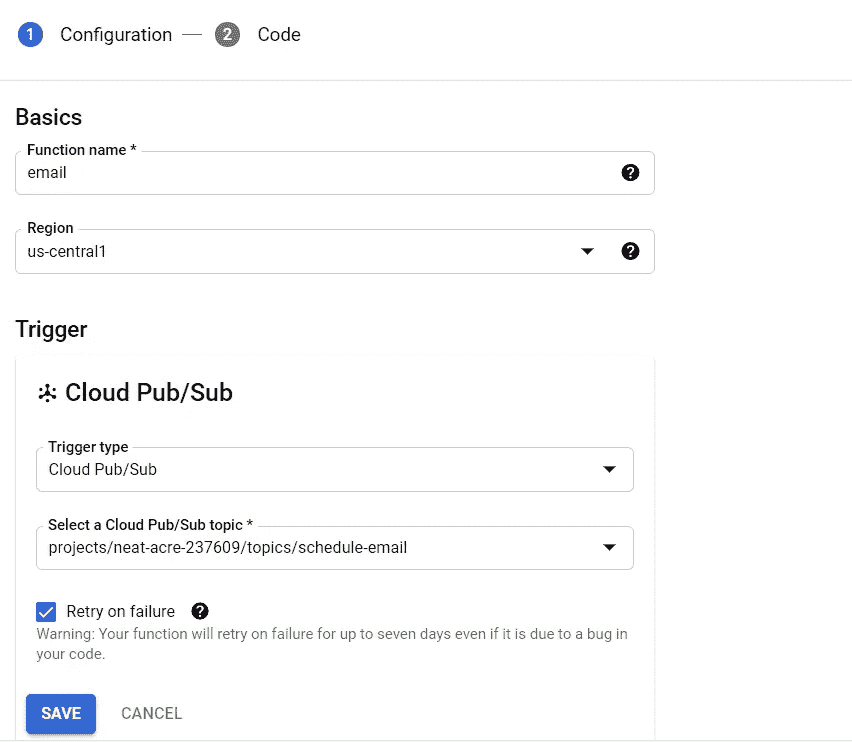 1 Configuration — 2 Code
Basics
Function name *
email
Region
us-central1
Trigger
Cloud Pub/Sub
Trigger type
Cloud Pub/Sub
Select a Cloud Pub/Sub topic *
projects/neat-acre-237609/topics/schedule-email
Retry on failure
Warning: Your function will retry on failure for up to seven days even if it is due to a bug in
your code.
SAVE CANCEL